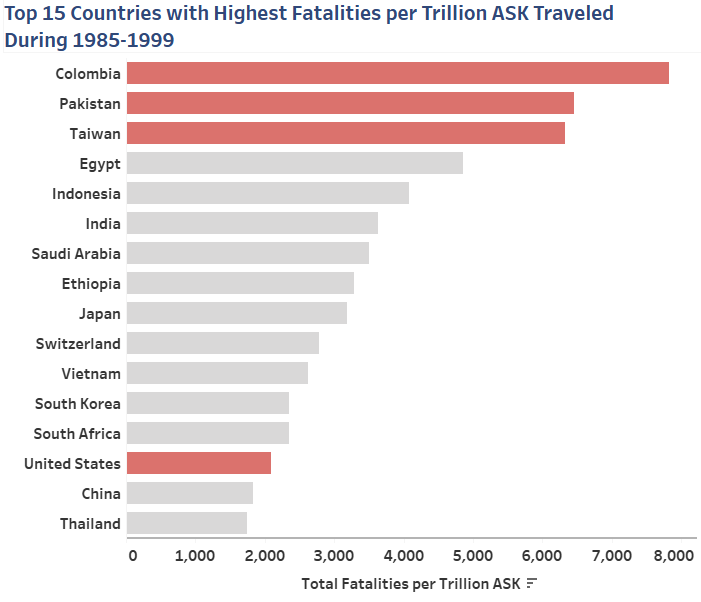 Top 15 Countries with Highest Fatalities per Trillion ASK Traveled
During 1985-1999
Colombia
Pakistan
Taiwan
Egypt
Indonesia
India
Saudi Arabia
Ethiopia
Japan
Switzerland
Vietnam
South Korea
South Africa
United States
China
Thailand
0 1,000 2,000 3,000 4,000 5,000 6,000 7,000 8,000
Total Fatalities per Trillion ASK